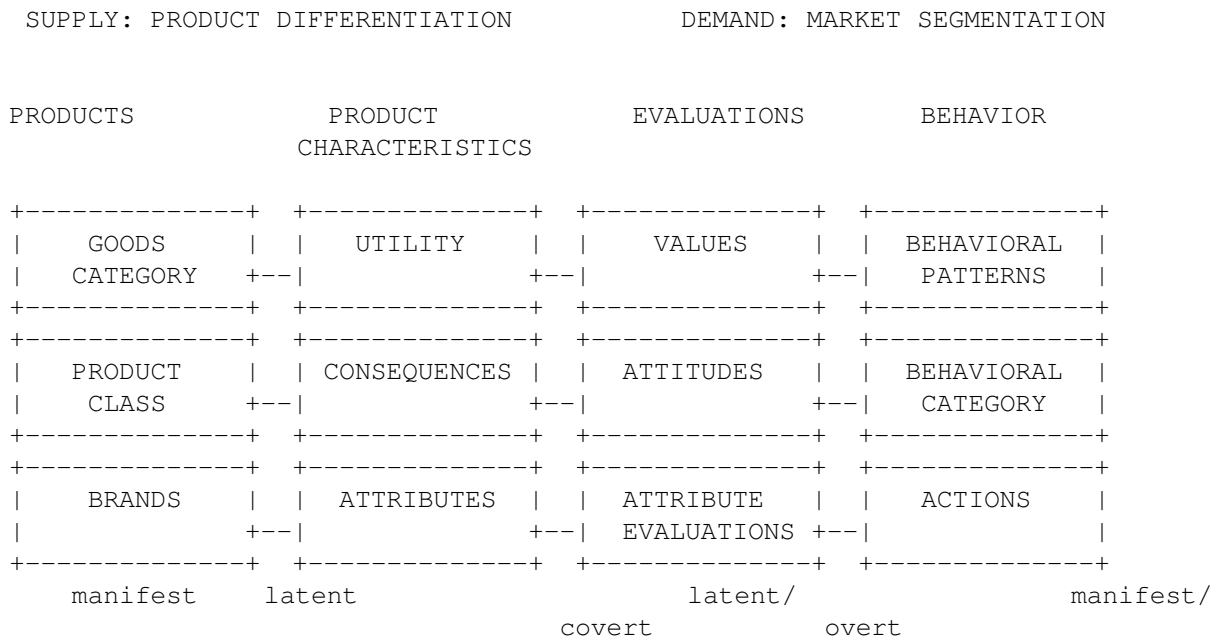 SUPPLY: PRODUCT DIFFERENTIATION DEMAND: MARKET SEGMENTATION
PRODUCTS PRODUCT EVALUATIONS BEHAVIOR
CHARACTERISTICS
+--------------+ +--------------+ +--------------+ +--------------+
| GOODS | | UTILITY | | VALUES | | BEHAVIORAL |
| CATEGORY +--| +--| +--| PATTERNS |
+--------------+ +--------------+ +--------------+ +--------------+
+--------------+ +--------------+ +--------------+ +--------------+
| PRODUCT | | CONSEQUENCES | | ATTITUDES | | BEHAVIORAL |
| CLASS +--| +--| +--| CATEGORY |
+--------------+ +--------------+ +--------------+ +--------------+
+--------------+ +--------------+ +--------------+ +--------------+
| BRANDS | | ATTRIBUTES | | ATTRIBUTE | | ACTIONS |
| +--| +--| EVALUATIONS +--| |
+--------------+ +--------------+ +--------------+ +--------------+
manifest latent latent/ manifest/
covert overt